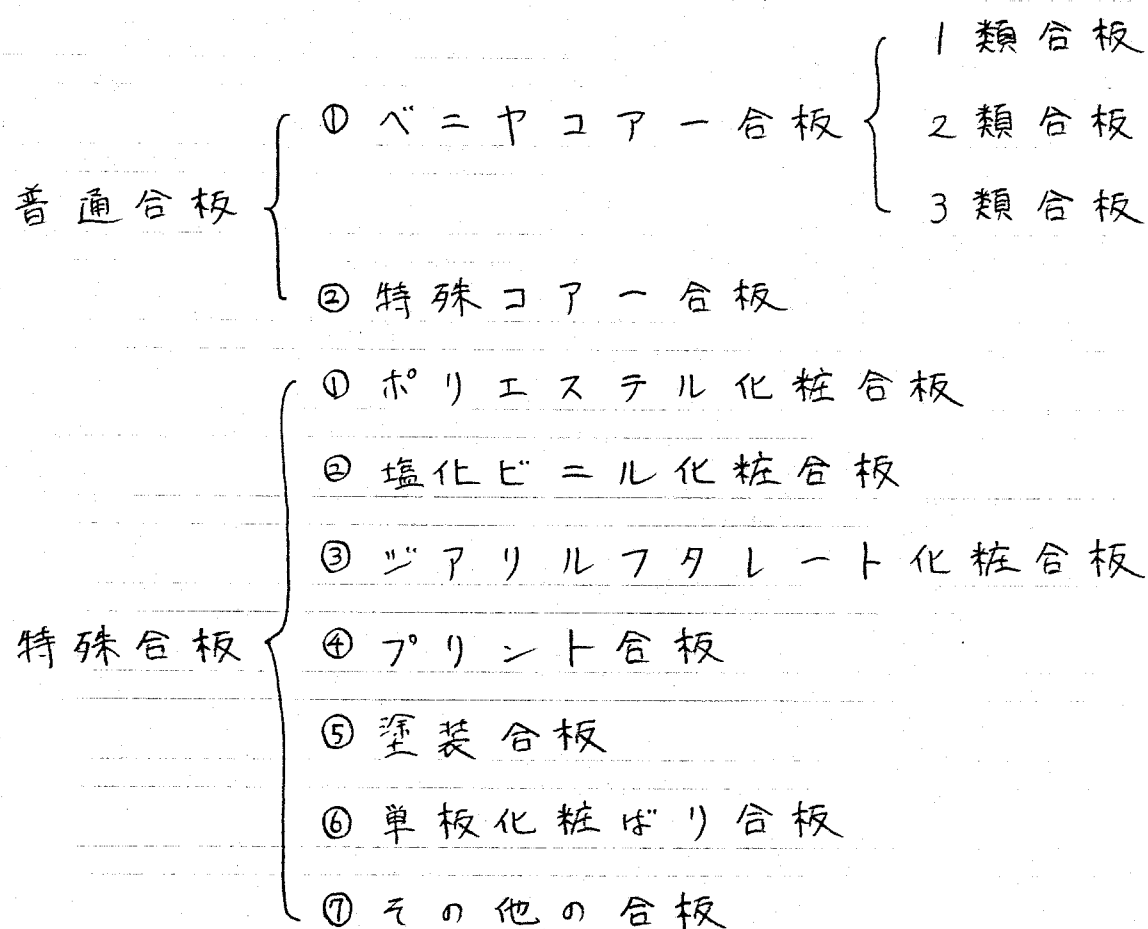 普通合板
① ベニヤコアー合板
1類合板
2類合板
3類合板
② 特殊コアー合板
特殊合板
① ポリエステル化粧合板
② 塩化ビニル化粧合板
③ ジアリルフタレート化粧合板
④ プリント合板
⑤ 塗装合板
⑥ 単板化粧ばり合板
⑦ その他の合板